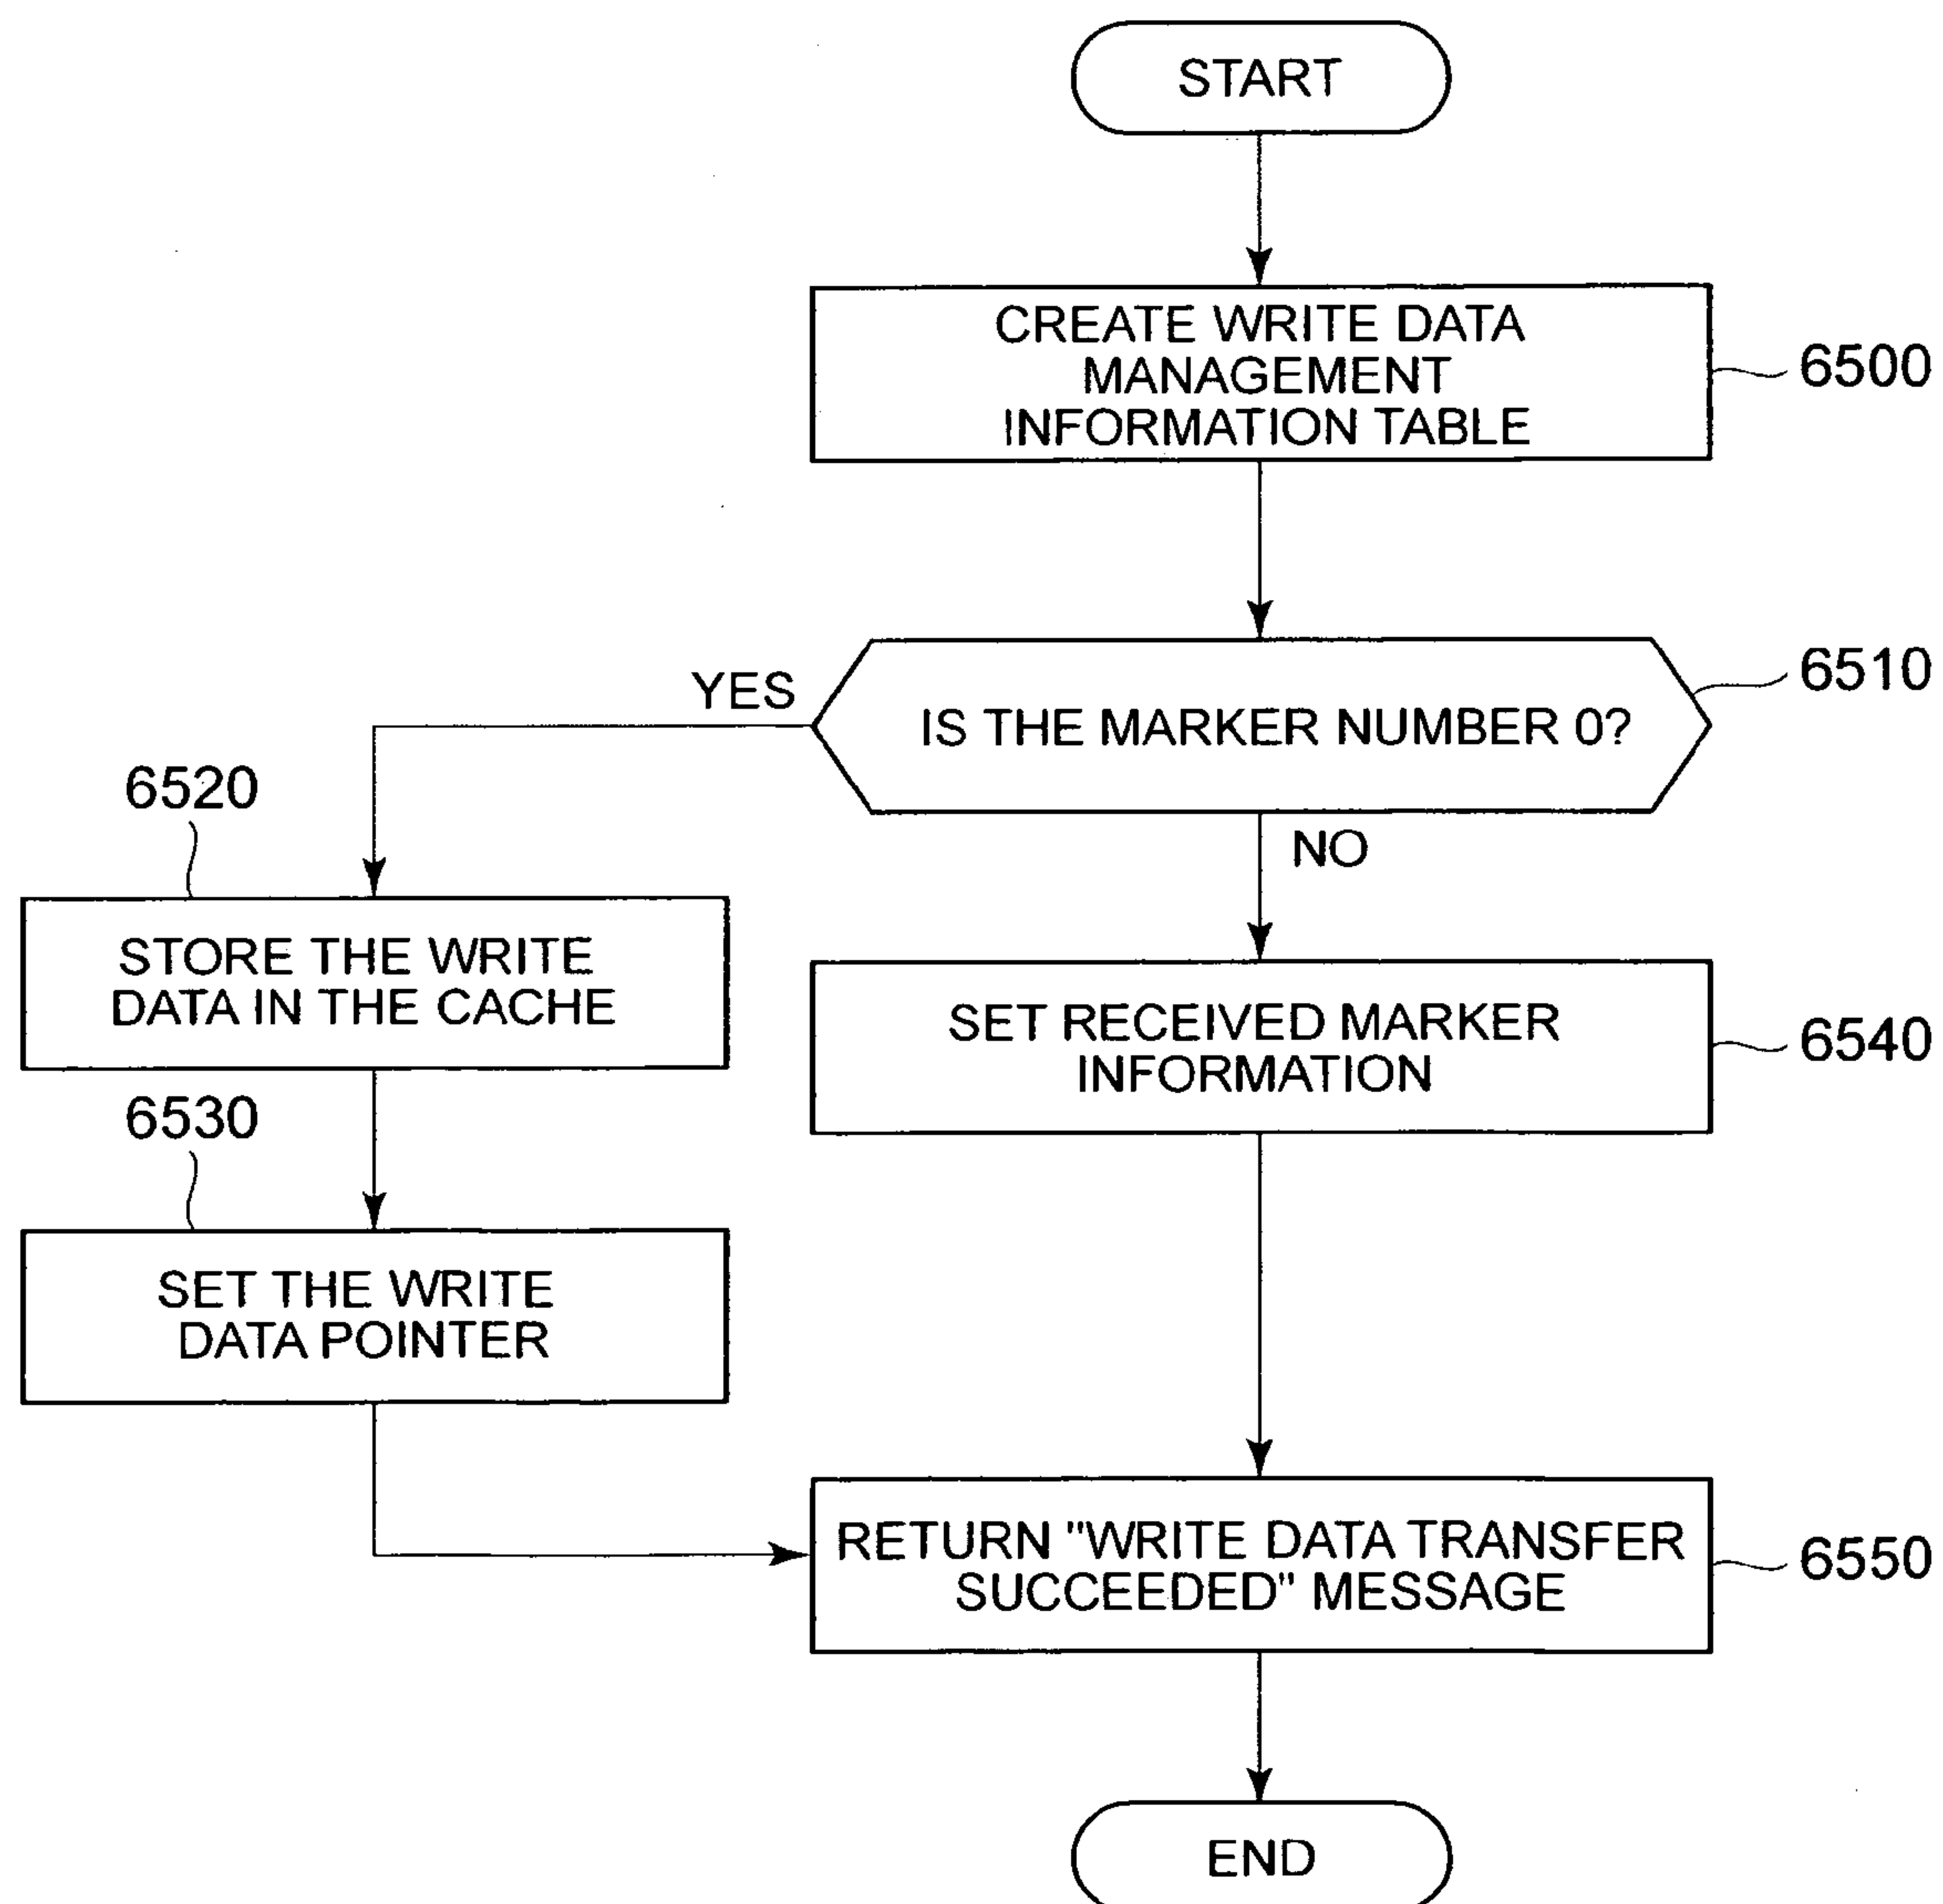 START
CREATE WRITE DATA
MANAGEMENT
INFORMATION TABLE
6500
6510
YES
IS THE MARKER NUMBER 0?
NO
6520
STORE THE WRITE
DATA IN THE CACHE
SET RECEIVED MARKER
INFORMATION
6540
6530
SET THE WRITE
DATA POINTER
RETURN "WRITE DATA TRANSFER
SUCCEEDED" MESSAGE
6550
END